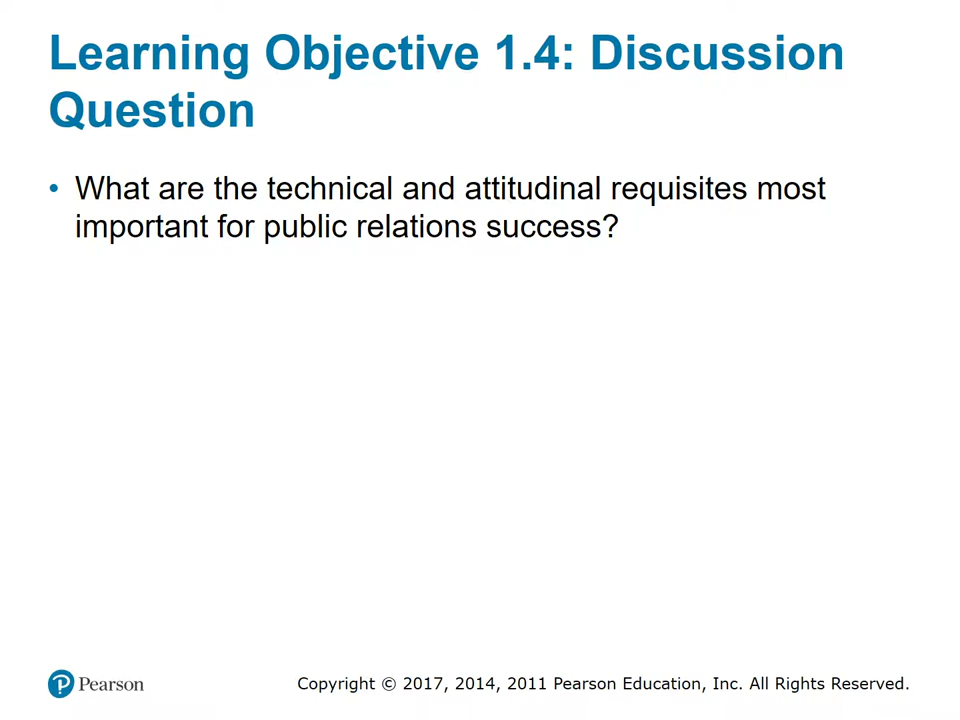 Learning Objective 1.4: Discussion
Question
• What are the technical and attitudinal requisites most
important for public relations success?
Pearson
Copyright © 2017, 2014, 2011 Pearson Education, Inc. All Rights Reserved.